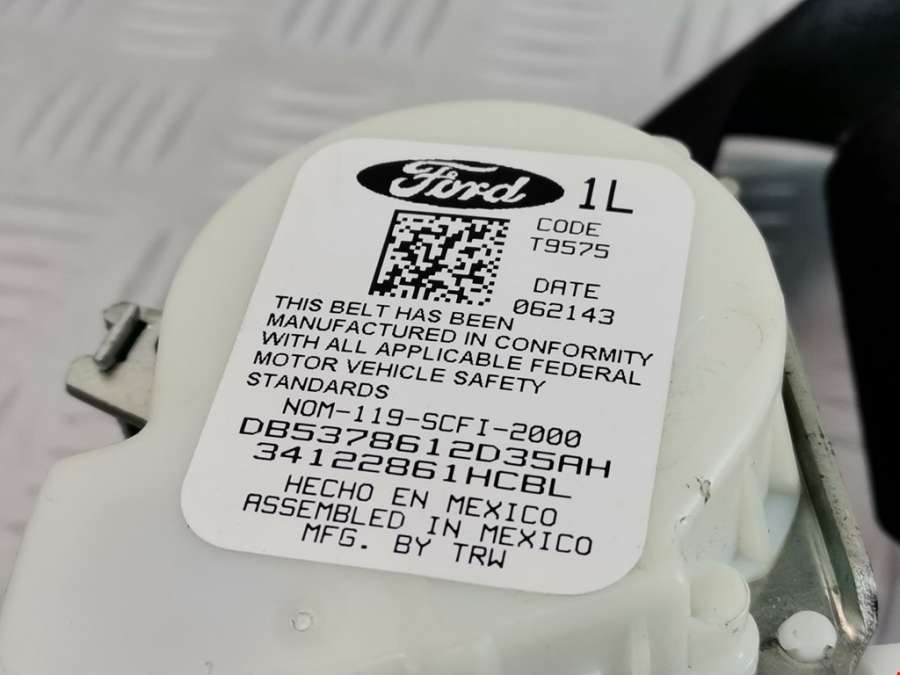 Ford 1L
CODE
T9575
DATE
062143
THIS BELT HAS BEEN
MANUFACTURED IN CONFORMITY
WITH ALL APPLICABLE FEDERAL
MOTOR VEHICLE SAFETY
STANDARDS
NOM-119-SCFI-2000
DB5378612D35AH
34122861HCBL
HECHO EN MEXICO
ASSEMBLED IN MEXICO
MFG. BY TRW